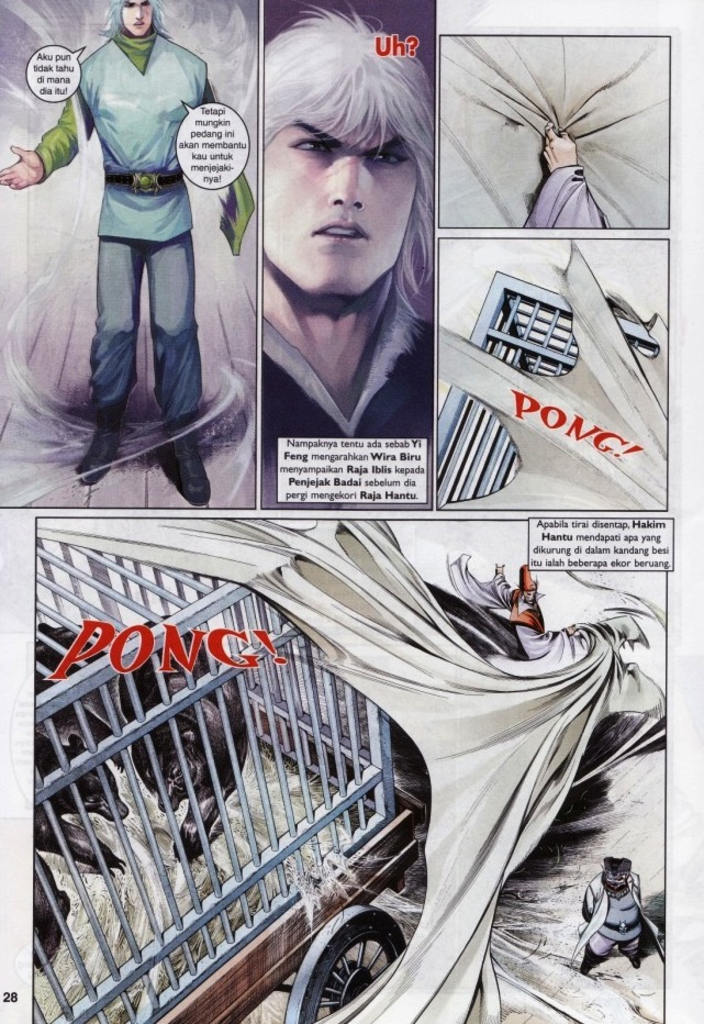 Aku pun
tidak tahu
di mana
dia itu!
Tetapi
mungkin
pedang ini
akan membantu
kau untuk
menjejaki-
nya!
Uh?
Nampaknya tentu ada sebab Yi
Feng mengarahkan Wira Biru
menyampaikan Raja Iblis kepada
Penjejak Badai sebelum dia
pergi mengekori Raja Hantu.
PONG!
Apabila tirai disentap, Hakim
Hantu mendapati apa yang
dikurung di dalam kandang besi
itu ialah beberapa ekor beruang.
PONG!
28